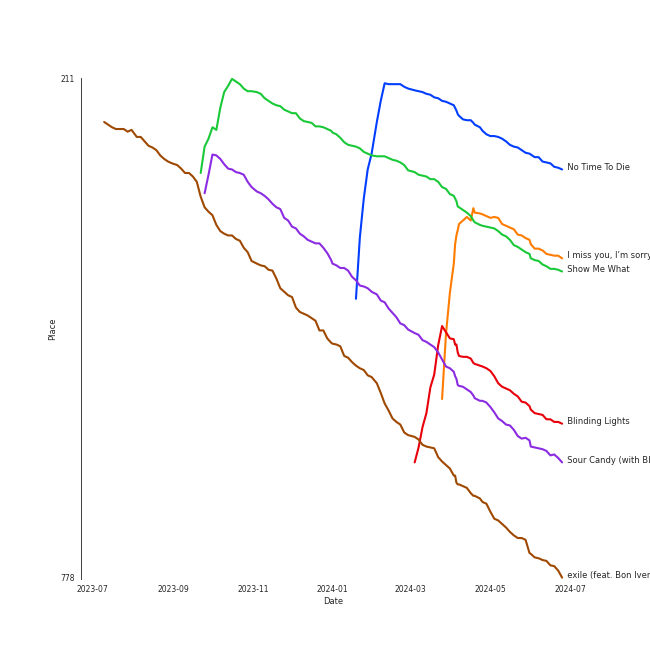 211
Place
778
2023-07
2023-09
2023-11
2024-01
2024-03
2024-05
2024-07
Date
No Time To Die
I miss you, I'm sorry
Show Me What
Blinding Lights
Sour Candy (with Bl
exile (feat. Bon Iver